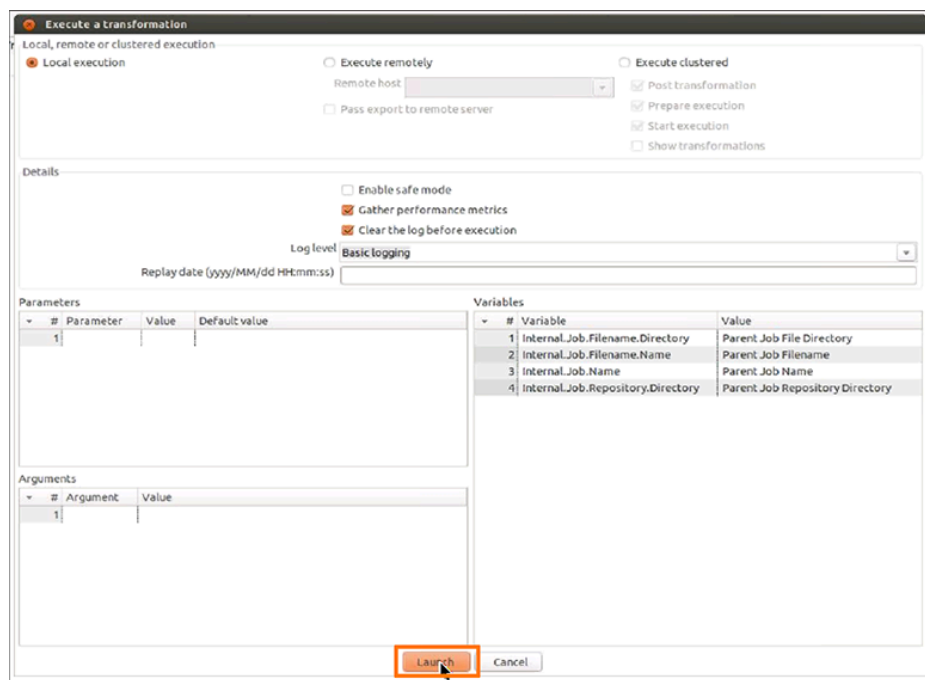 Execute a transformation
Local, remote or clustered execution
Local execution
Execute remotely
Execute clustered
Remote host
Post transformation
Pass export to remote server
Prepare execution
Start execution
Show transformations
Details
Enable safe mode
Gather performance metrics
Clear the log before execution
Log level Basic logging
Replay date (yyyy/MM/dd HH:mm:ss)
Parameters
# Parameter Value Default value
1
Variables
# Variable Value
1 Internal.Job.Filename.Directory Parent Job File Directory
2 Internal.Job.Filename.Name Parent Job Filename
3 Internal.Job.Name Parent Job Name
4 Internal.Job.Repository.Directory Parent Job Repository Directory
Arguments
# Argument Value
1
Launch Cancel